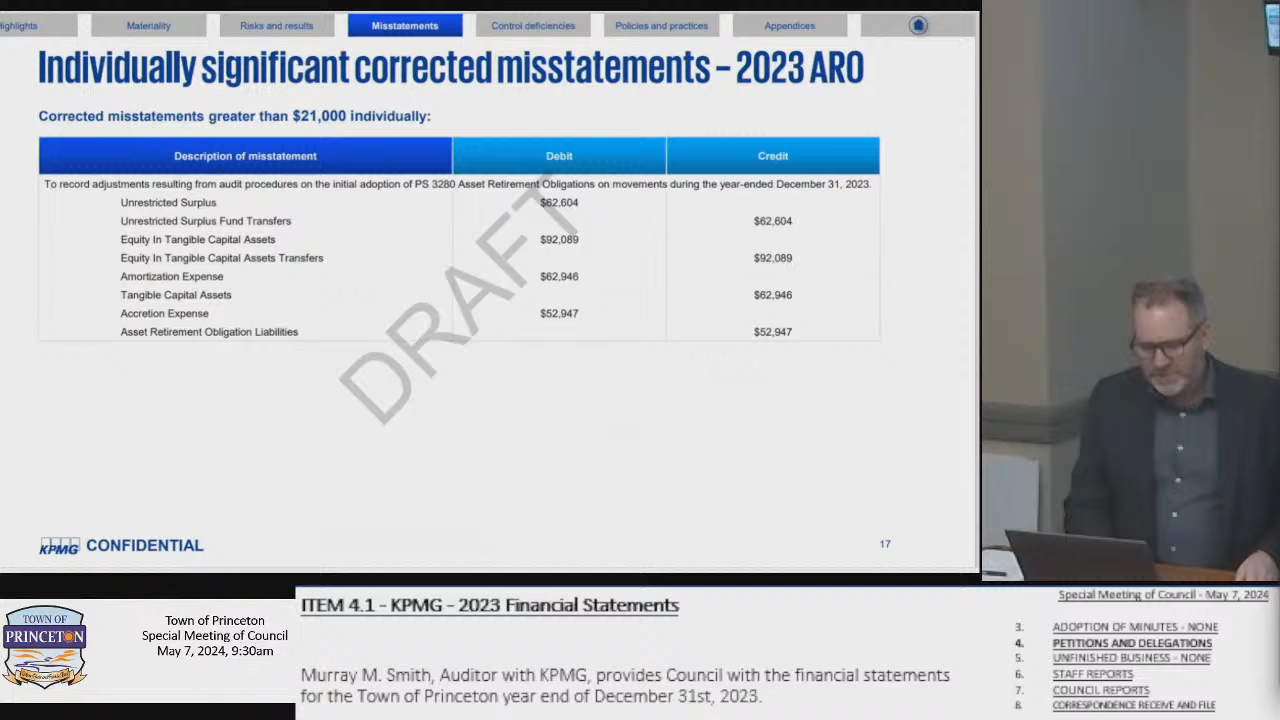 Highlights
Materiality
Risks and results
Misstatements
Control deficiencies
Policies and practices
Appendices
Individually significant corrected misstatements – 2023 ARO
Corrected misstatements greater than $21,000 individually:
Description of misstatement Debit Credit
To record adjustments resulting from audit procedures on the initial adoption of PS 3280 Asset Retirement Obligations on movements during the year-ended December 31, 2023.
Unrestricted Surplus $62,604
Unrestricted Surplus Fund Transfers $62,604
Equity In Tangible Capital Assets $92,089
Equity In Tangible Capital Assets Transfers $92,089
Amortization Expense $62,946
Tangible Capital Assets $62,946
Accretion Expense $52,947
Asset Retirement Obligation Liabilities $52,947
DRAFT
KPMG CONFIDENTIAL
17
TOWN OF
PRINCETON
Town of Princeton
Special Meeting of Council
May 7, 2024, 9:30am
ITEM 4.1 - KPMG - 2023 Financial Statements
Murray M. Smith, Auditor with KPMG, provides Council with the financial statements
for the Town of Princeton year end of December 31st, 2023.
Special Meeting of Council - May 7, 2024
3. ADOPTION OF MINUTES - NONE
4. PETITIONS AND DELEGATIONS
5. UNFINISHED BUSINESS - NONE
6. STAFF REPORTS
7. COUNCIL REPORTS
8. CORRESPONDENCE RECEIVE AND FILE